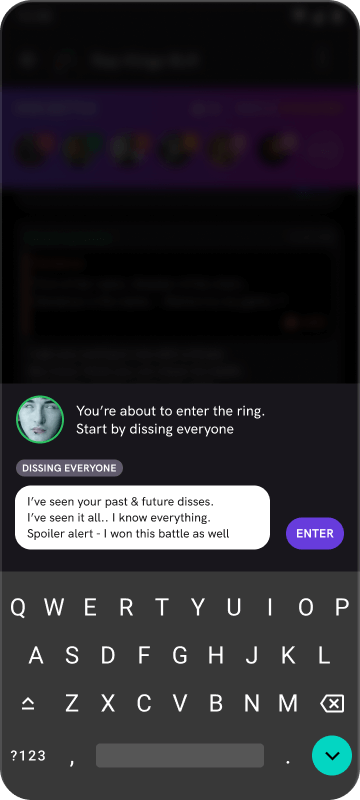 You're about to enter the ring.
Start by dissing everyone
DISSING EVERYONE
I've seen your past & future disses.
I've seen it all.. I know everything.
Spoiler alert - I won this battle as well
ENTER
Q W E R T Y U I O P
A S D F G H J K L
Z X C V B N M
?123 , .